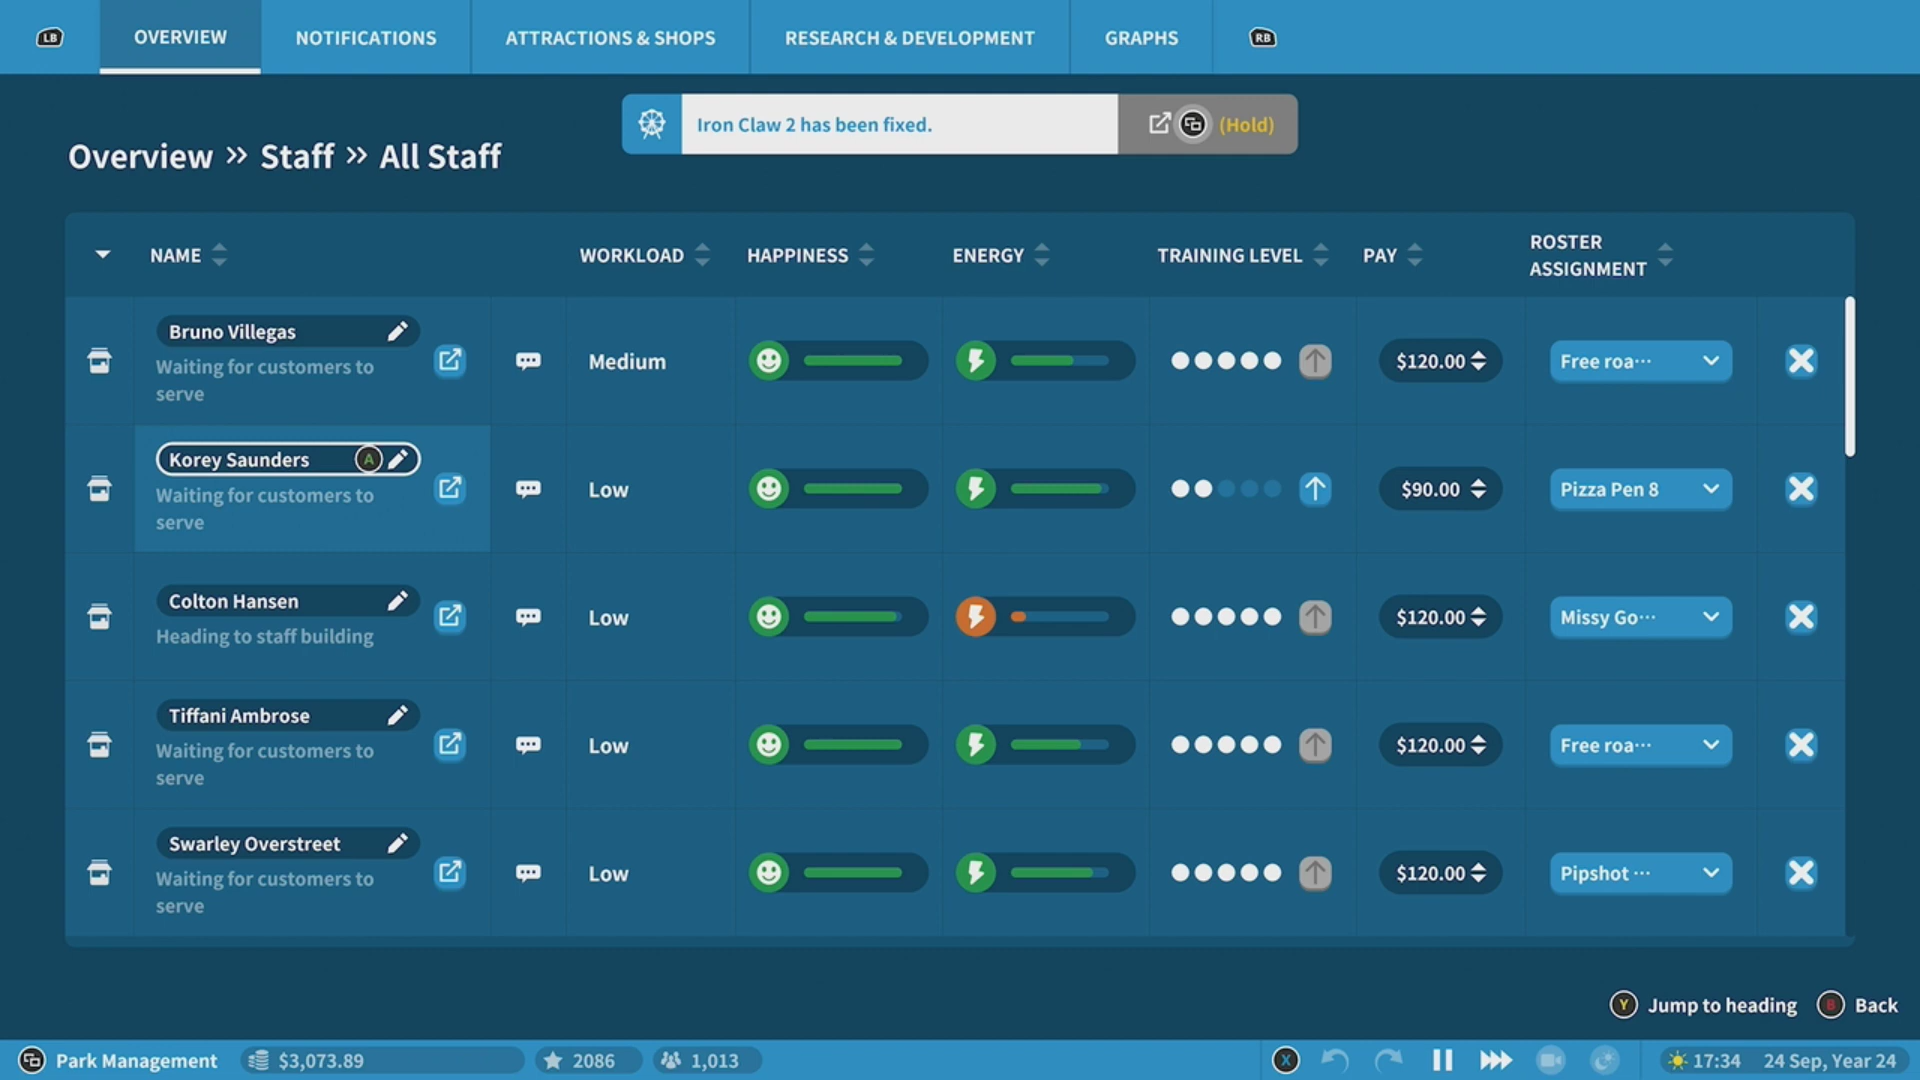 LB OVERVIEW NOTIFICATIONS ATTRACTIONS & SHOPS RESEARCH & DEVELOPMENT GRAPHS RB
Iron Claw 2 has been fixed. (Hold)
Overview » Staff » All Staff
NAME WORKLOAD HAPPINESS ENERGY TRAINING LEVEL PAY ROSTER
ASSIGNMENT
Bruno Villegas
Waiting for customers to
serve
Medium $120.00 Free roa···
Korey Saunders A
Waiting for customers to
serve
Low $90.00 Pizza Pen 8
Colton Hansen
Heading to staff building
Low $120.00 Missy Go···
Tiffani Ambrose
Waiting for customers to
serve
Low $120.00 Free roa···
Swarley Overstreet
Waiting for customers to
serve
Low $120.00 Pipshot ···
Y Jump to heading B Back
Park Management $3,073.89 2086 1,013 X 17:34 24 Sep, Year 24